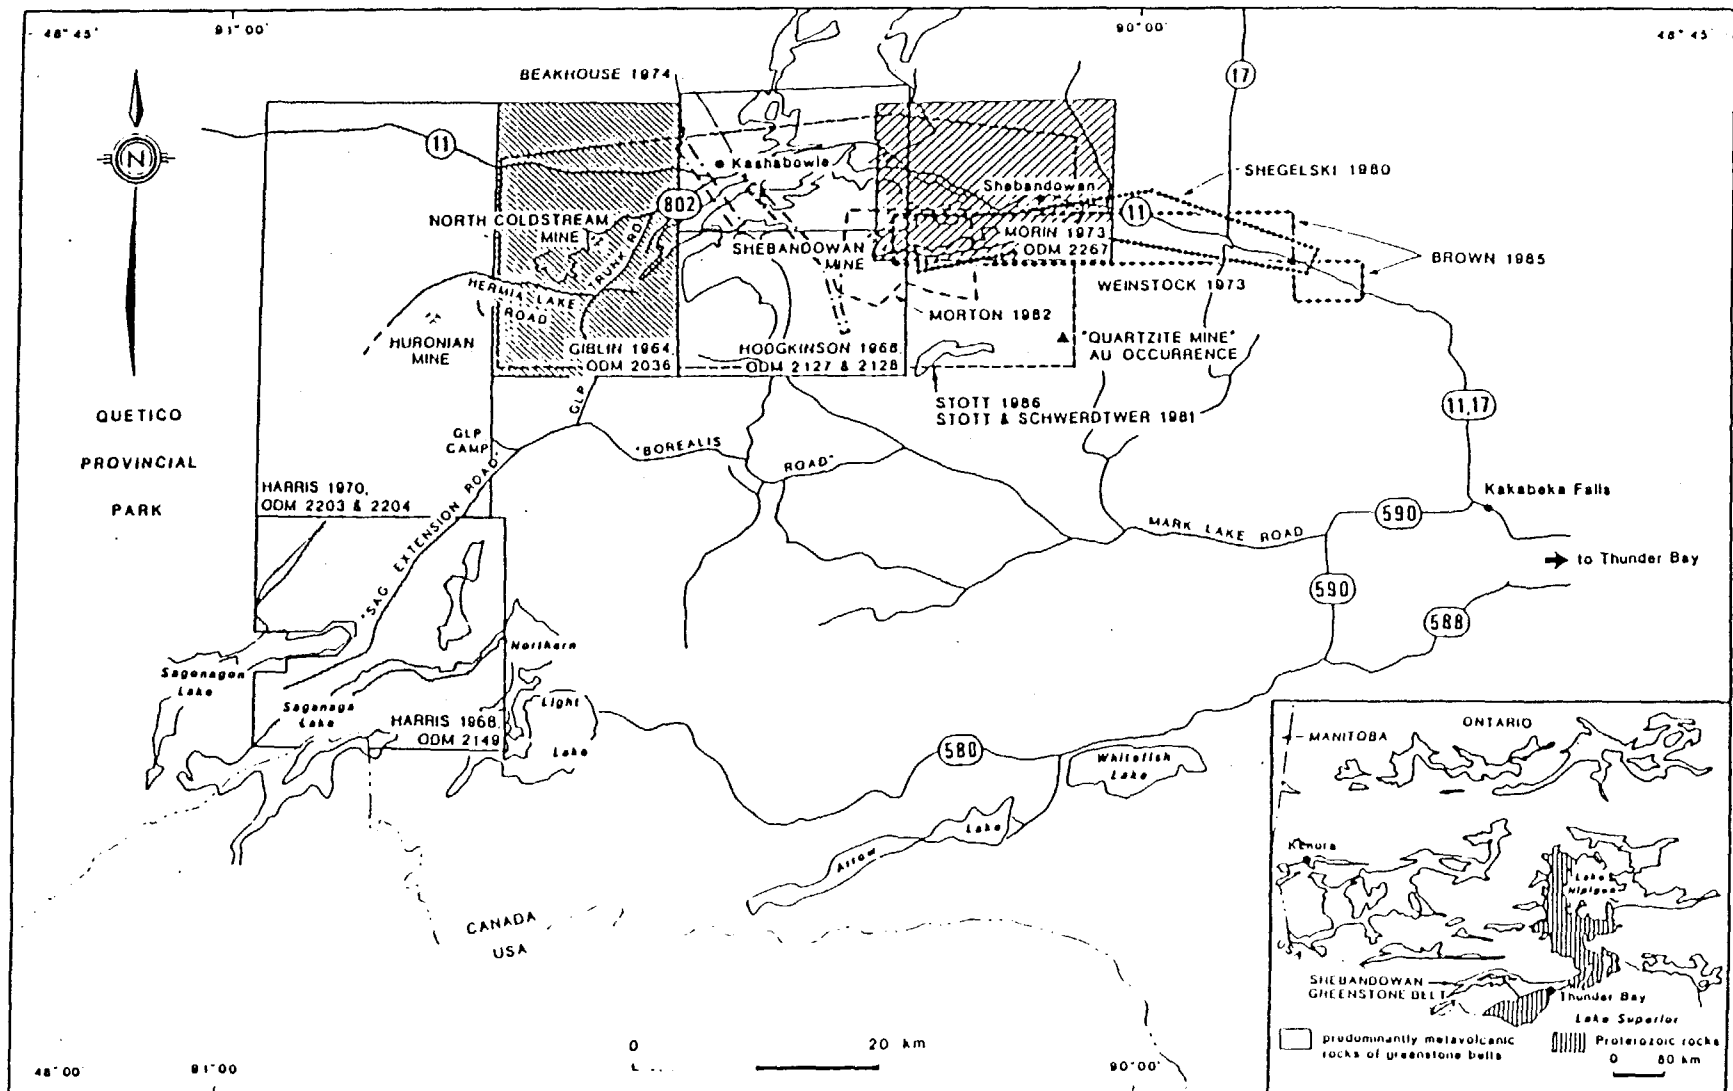 48°45'
91°00'
90°00'
48°45'
BEAKHOUSE 1974
17
11
Kashabowie
SHEGELSKI 1980
Shebandowan
802
NORTH COLDSTREAM
MINE
11
MORIN 1973
ODM 2267
SHEBANDOWAN
MINE
BROWN 1985
WEINSTOCK 1973
TRUNK RO
HERMIA LAKE
ROAD
MORTON 1982
HURONIAN
MINE
"QUARTZITE MINE"
AU OCCURRENCE
GIBLIN 1964,
ODM 2036
HODGKINSON 1968,
ODM 2127 & 2128
STOTT 1986
STOTT & SCHWERDTWER 1981
N
QUETICO
PROVINCIAL
PARK
GLP
11,17
GLP
CAMP
"BOREALIS
ROAD"
HARRIS 1970,
ODM 2203 & 2204
"SAG EXTENSION ROAD"
Kakabeka Falls
590
MARK LAKE ROAD
to Thunder Bay
590
588
Northern
Light
Lake
Saganagon
Lake
Saganaga
Lake
HARRIS 1968,
ODM 2149
580
Whitefish
Lake
Arrow
Lake
CANADA
USA
MANITOBA
ONTARIO
Kenora
Lake
Nipigon
SHEBANDOWAN
GREENSTONE BELT
Thunder Bay
Lake Superior
predominantly metavolcanic
rocks of greenstone belts
Proterozoic rocks
0 80 km
0 20 km
48°00'
91°00'
90°00'